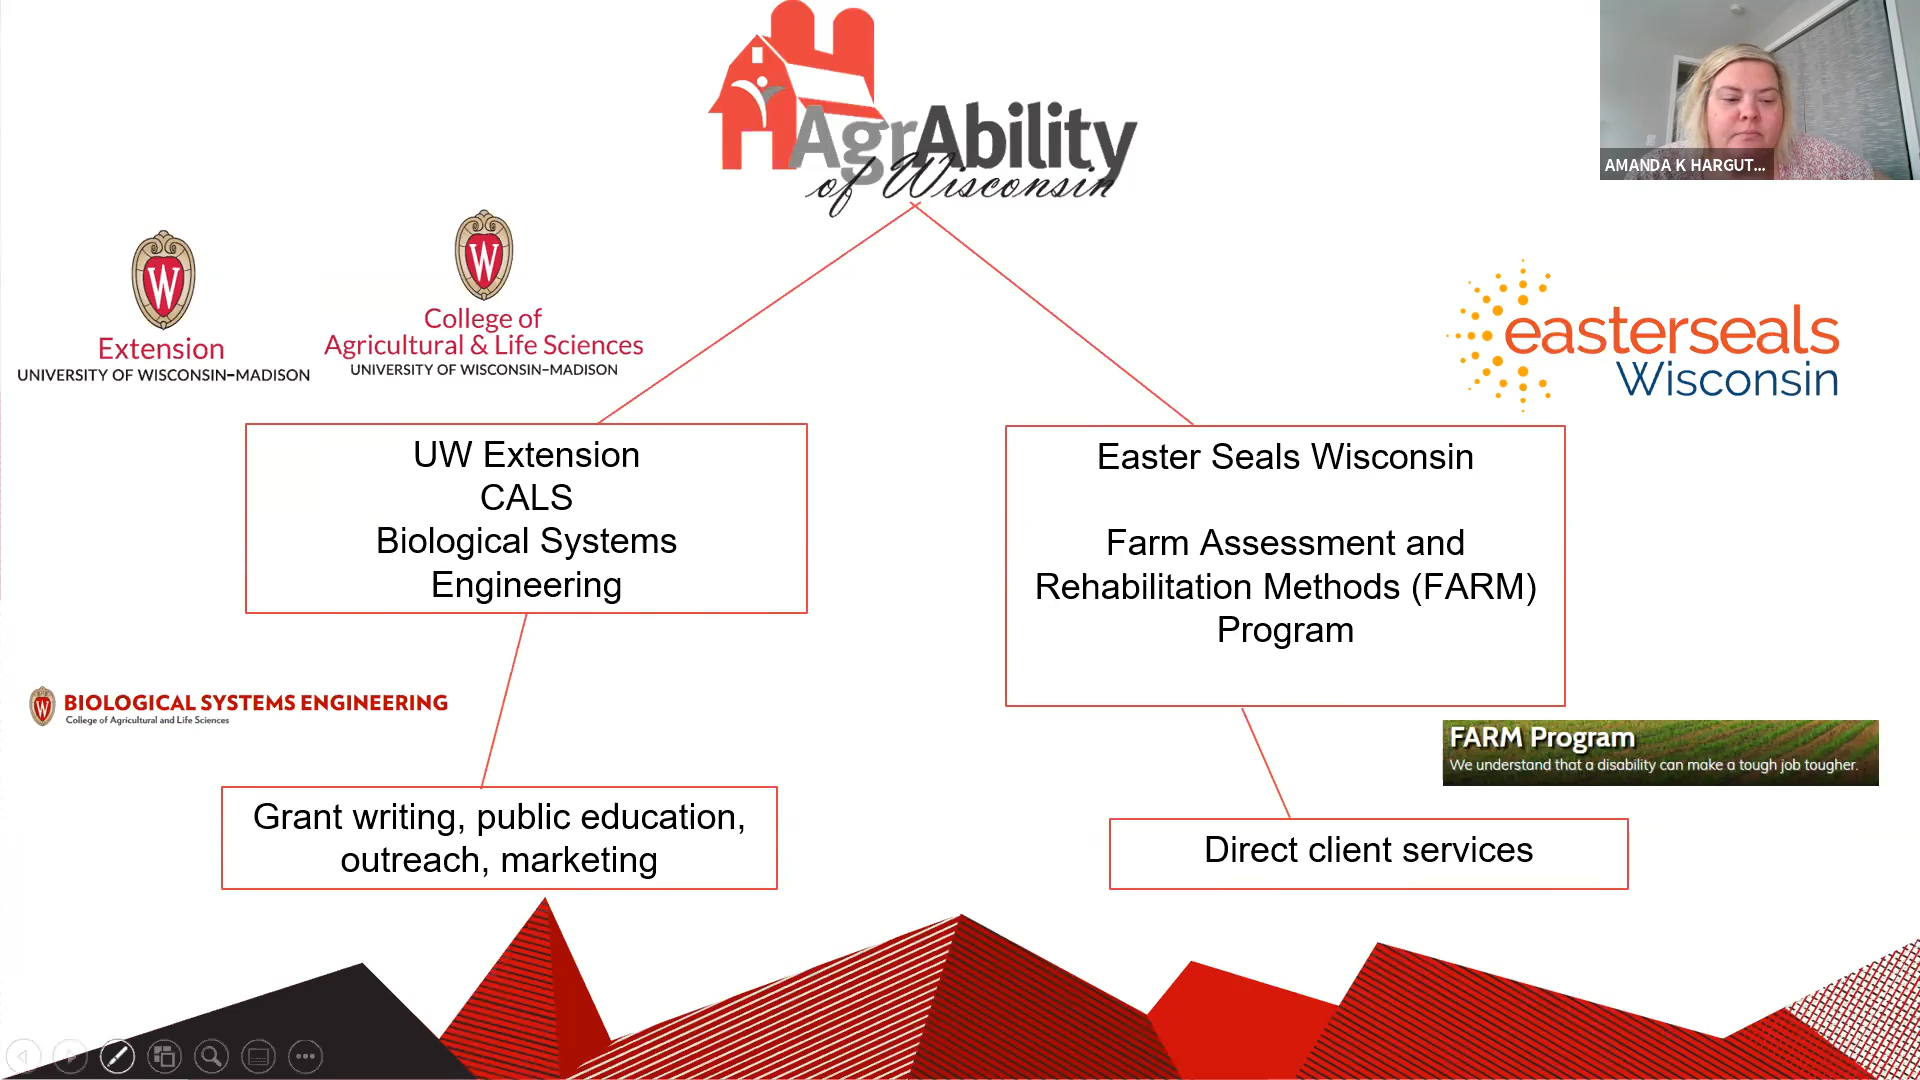 AgrAbility
of Wisconsin
AMANDA K HARGUT...
W
Extension
UNIVERSITY OF WISCONSIN–MADISON
W
College of
Agricultural & Life Sciences
UNIVERSITY OF WISCONSIN–MADISON
easterseals
Wisconsin
UW Extension
CALS
Biological Systems
Engineering
Easter Seals Wisconsin
Farm Assessment and
Rehabilitation Methods (FARM)
Program
W
BIOLOGICAL SYSTEMS ENGINEERING
College of Agricultural and Life Sciences
FARM Program
We understand that a disability can make a tough job tougher.
Grant writing, public education,
outreach, marketing
Direct client services